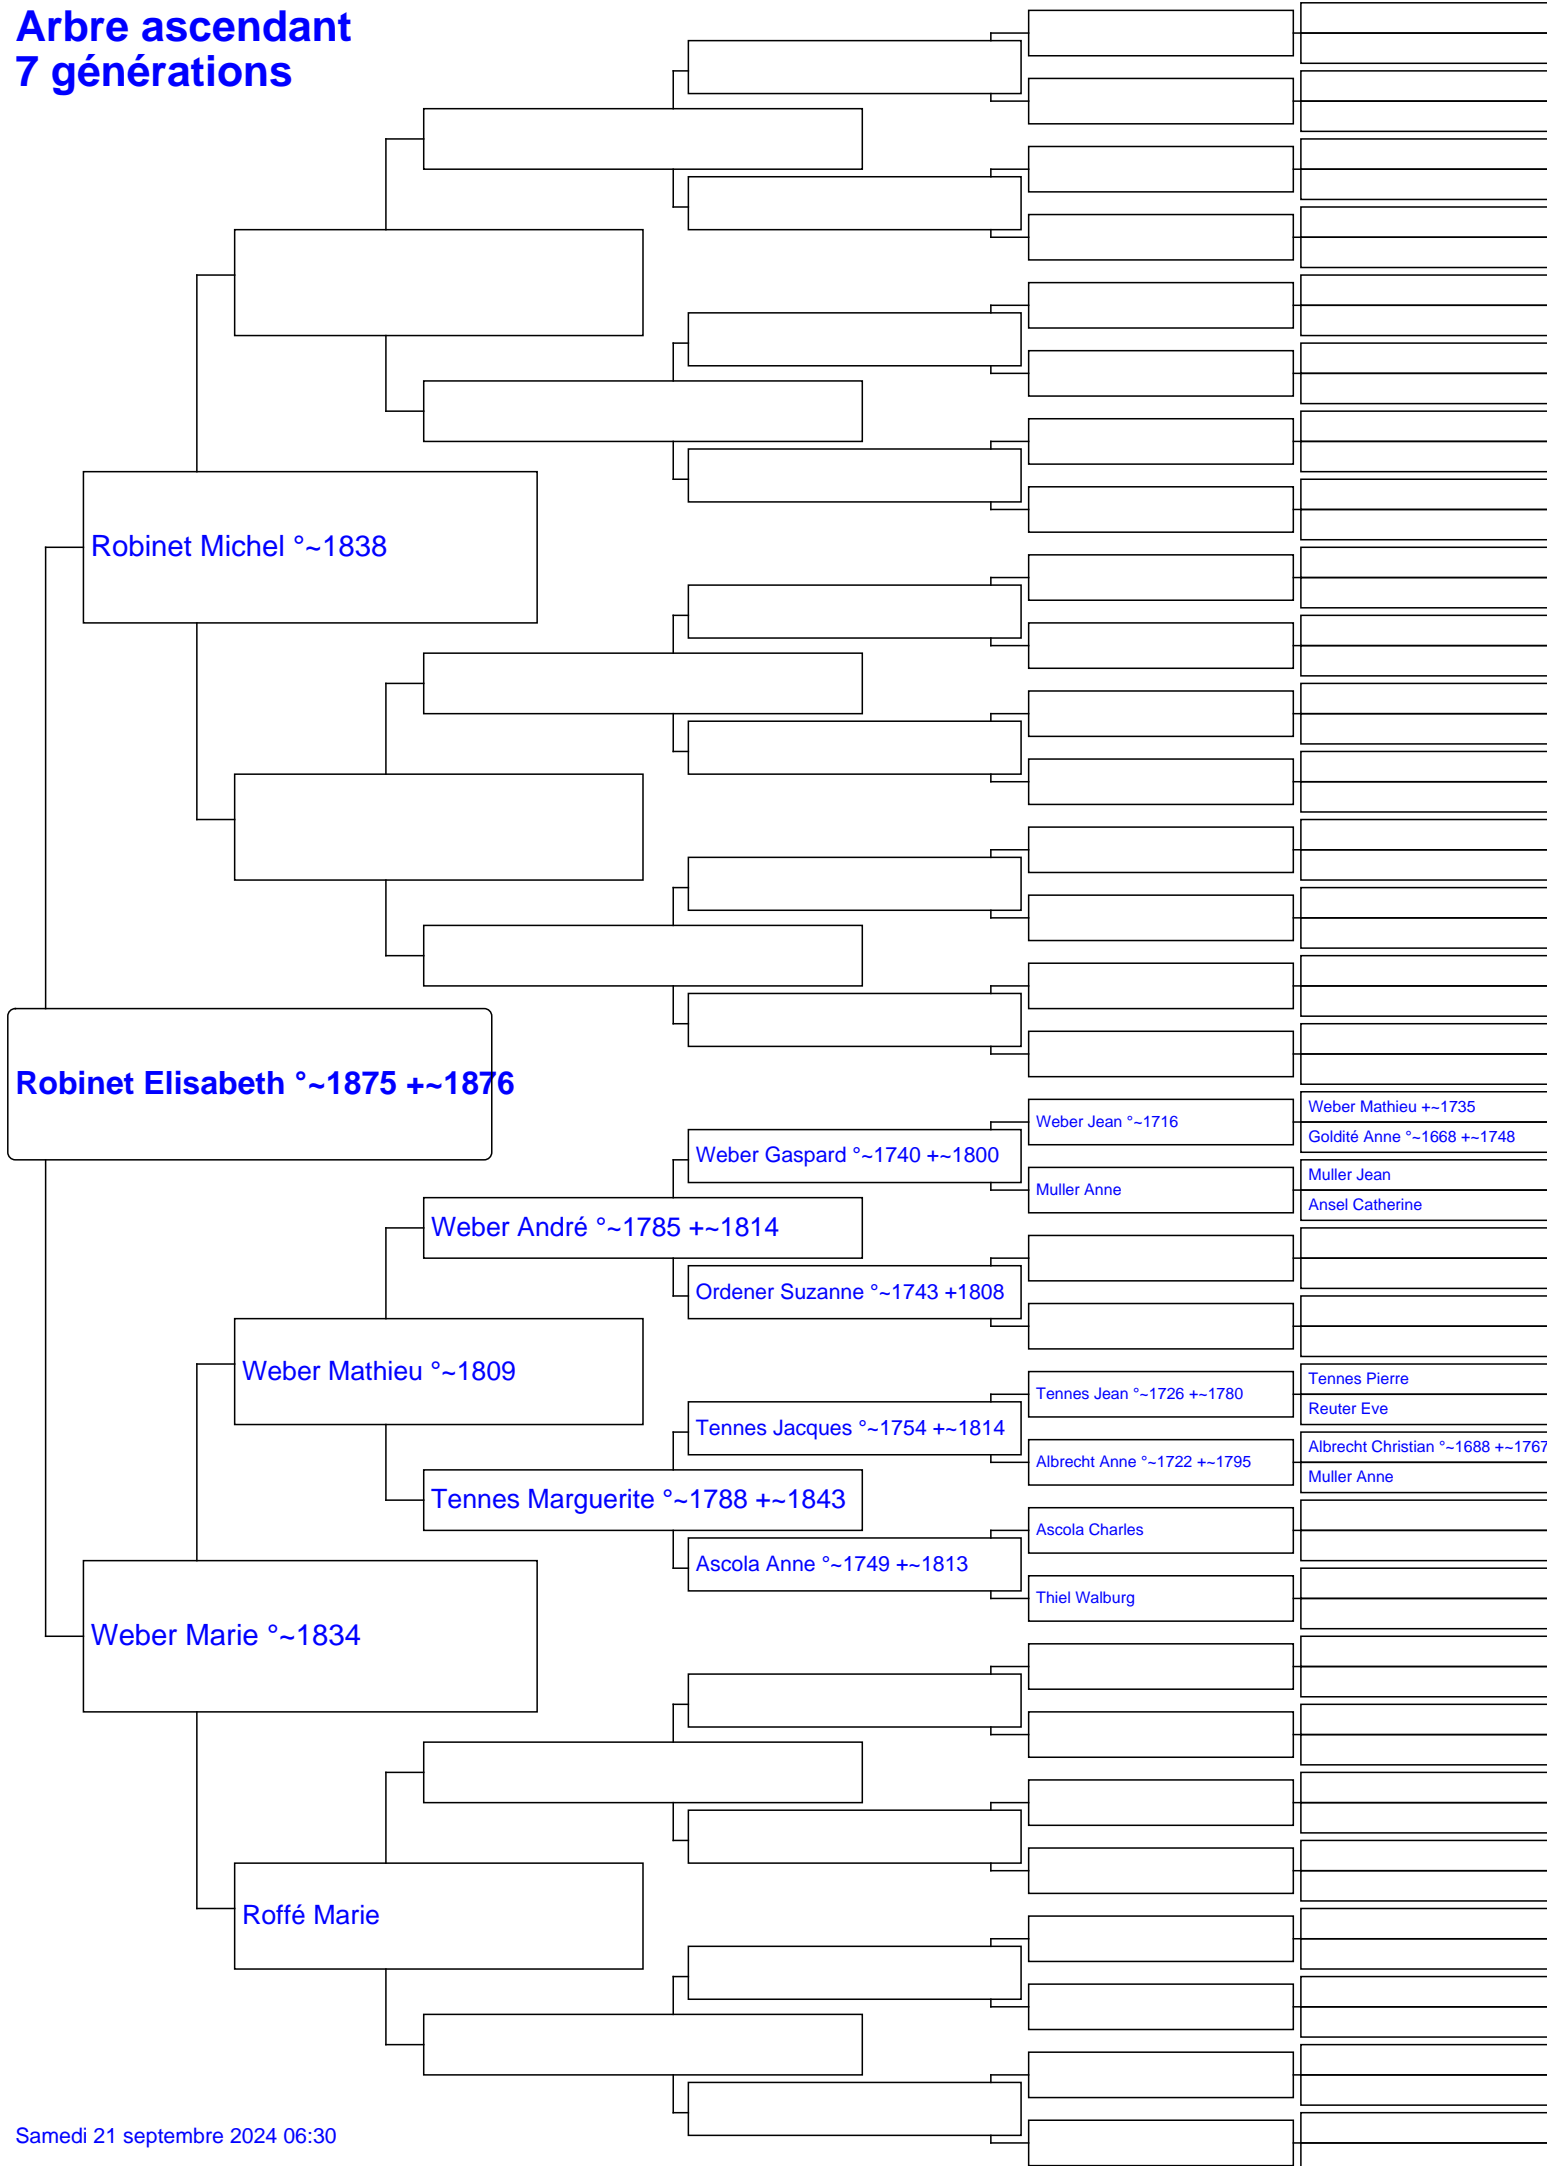 Arbre ascendant
7 générations
Robinet Michel °~1838
Robinet Elisabeth °~1875 +~1876
Weber Jean °~1716
Weber Mathieu +~1735
Goldité Anne °~1668 +~1748
Weber Gaspard °~1740 +~1800
Muller Anne
Muller Jean
Ansel Catherine
Weber André °~1785 +~1814
Ordener Suzanne °~1743 +1808
Weber Mathieu °~1809
Tennes Jean °~1726 +~1780
Tennes Pierre
Reuter Eve
Tennes Jacques °~1754 +~1814
Albrecht Anne °~1722 +~1795
Albrecht Christian °~1688 +~1767
Muller Anne
Tennes Marguerite °~1788 +~1843
Ascola Charles
Ascola Anne °~1749 +~1813
Thiel Walburg
Weber Marie °~1834
Roffé Marie
Samedi 21 septembre 2024 06:30